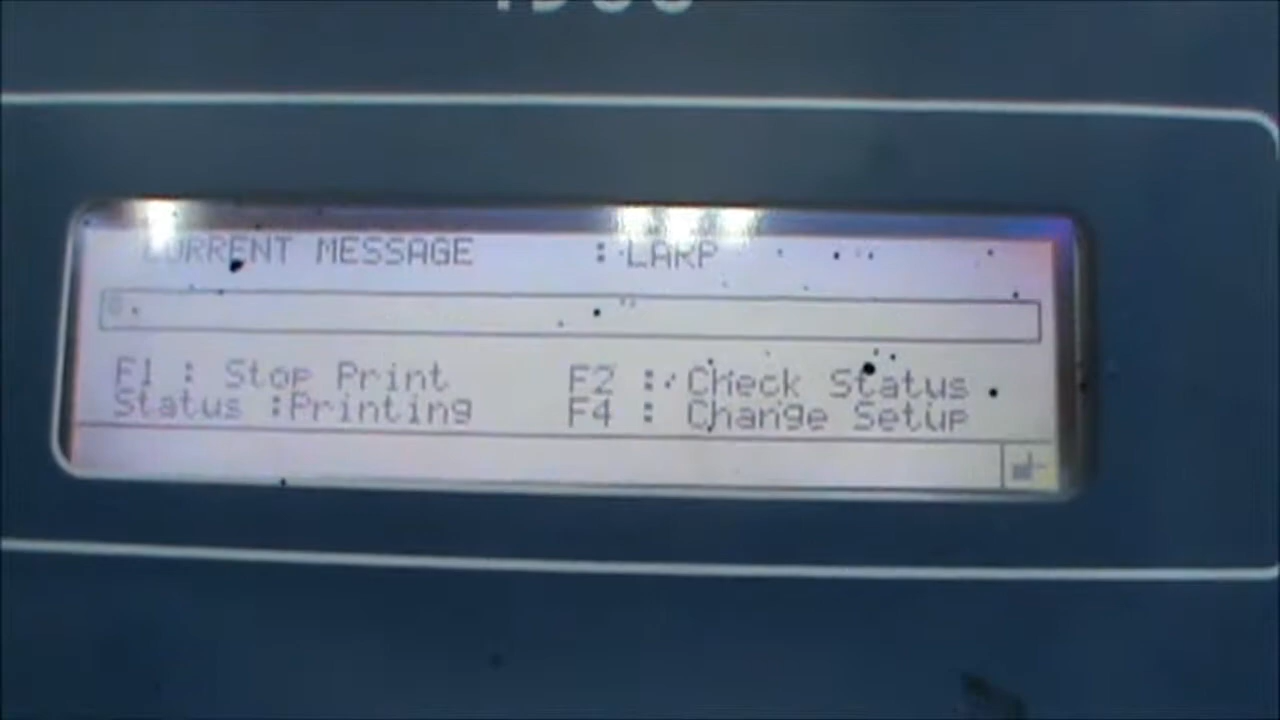 CURRENT MESSAGE : LARP
F1 : Stop Print F2 : Check Status
Status :Printing F4 : Change Setup